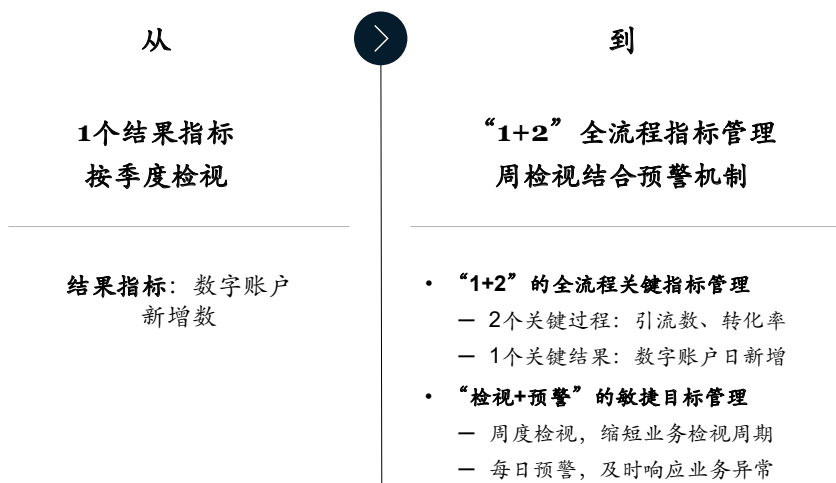 从
1个结果指标
按季度检视
结果指标：数字账户
新增数
到
“1+2”全流程指标管理
周检视结合预警机制
• “1+2”的全流程关键指标管理
– 2个关键过程：引流数、转化率
– 1个关键结果：数字账户日新增
• “检视+预警”的敏捷目标管理
– 周度检视，缩短业务检视周期
– 每日预警，及时响应业务异常